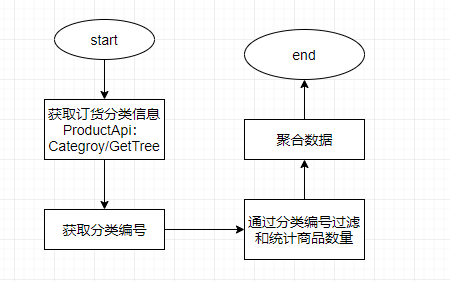 start
获取订货分类信息
ProductApi:
Categroy/GetTree
获取分类编号
通过分类编号过滤
和统计商品数量
聚合数据
end